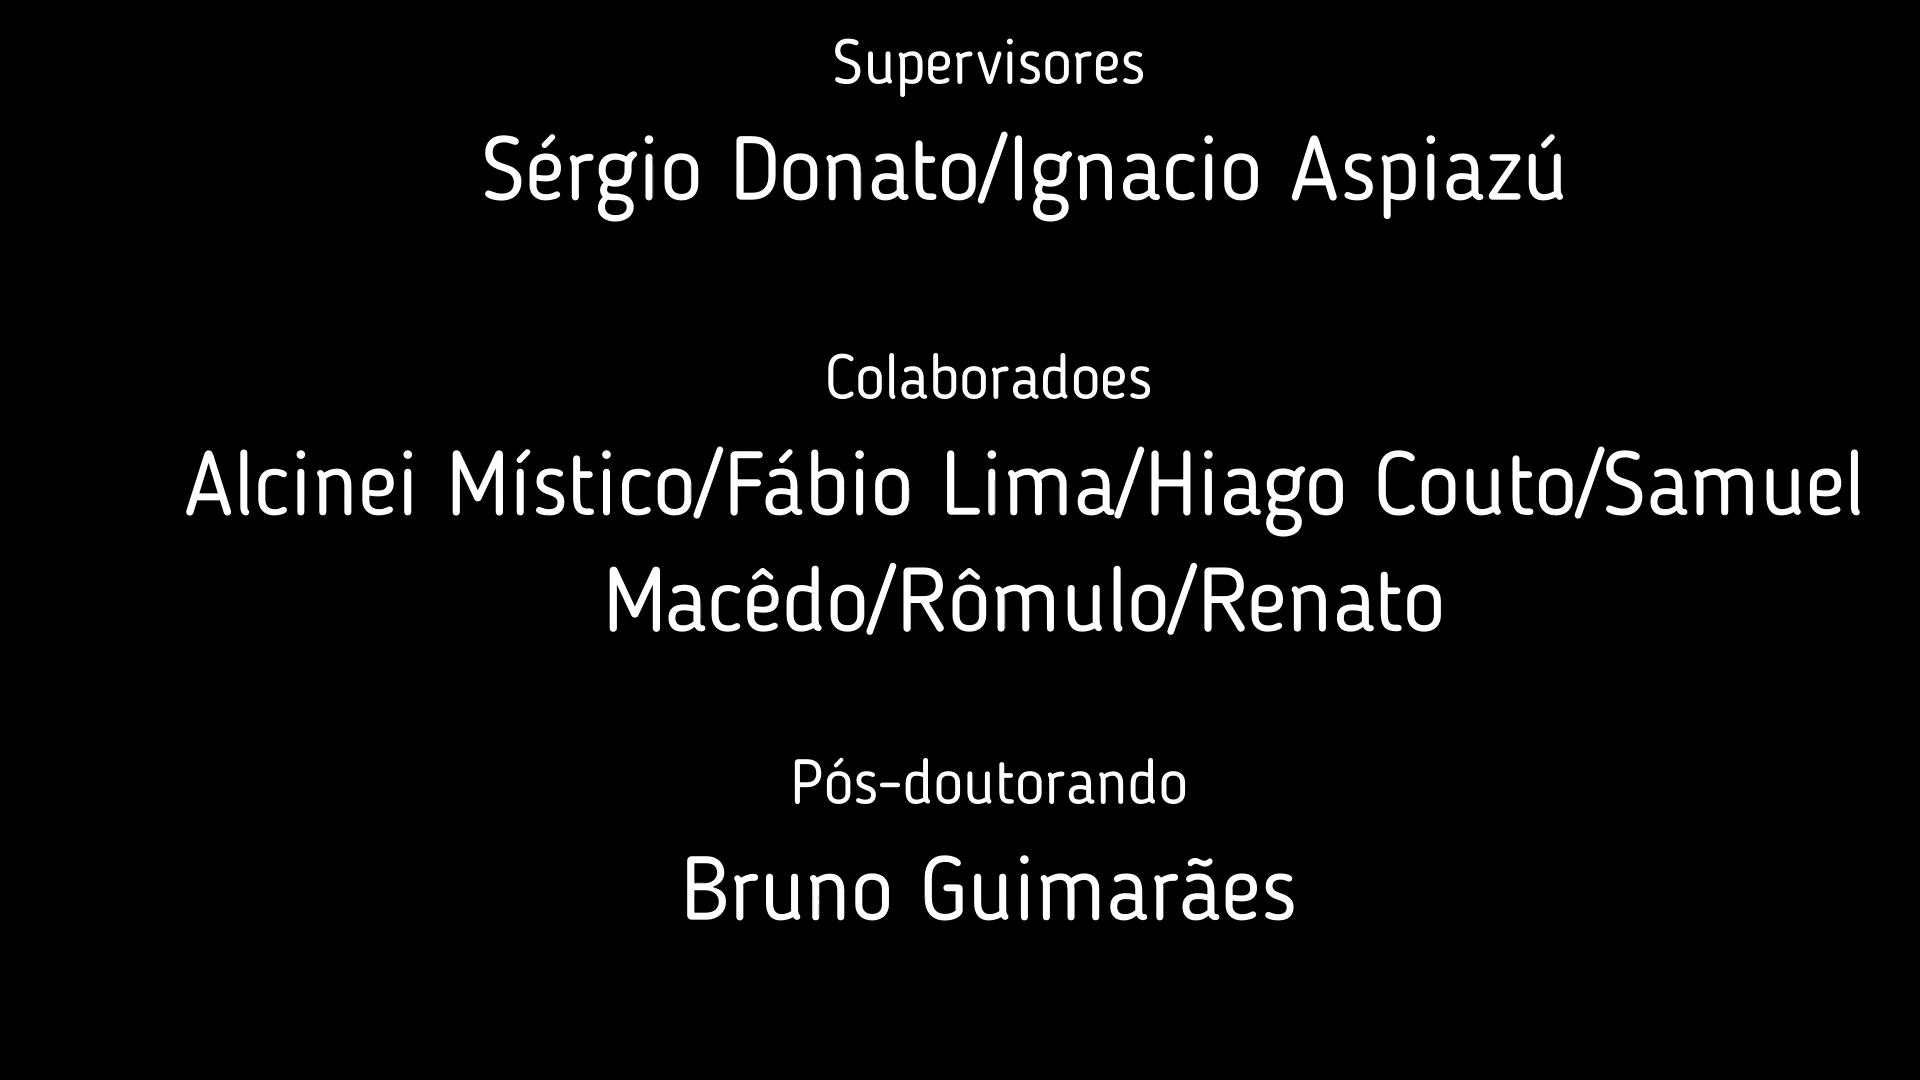 Supervisores
Sérgio Donato/Ignacio Aspiazú
Colaboradoes
Alcinei Místico/Fábio Lima/Hiago Couto/Samuel
Macêdo/Rômulo/Renato
Pós-doutorando
Bruno Guimarães